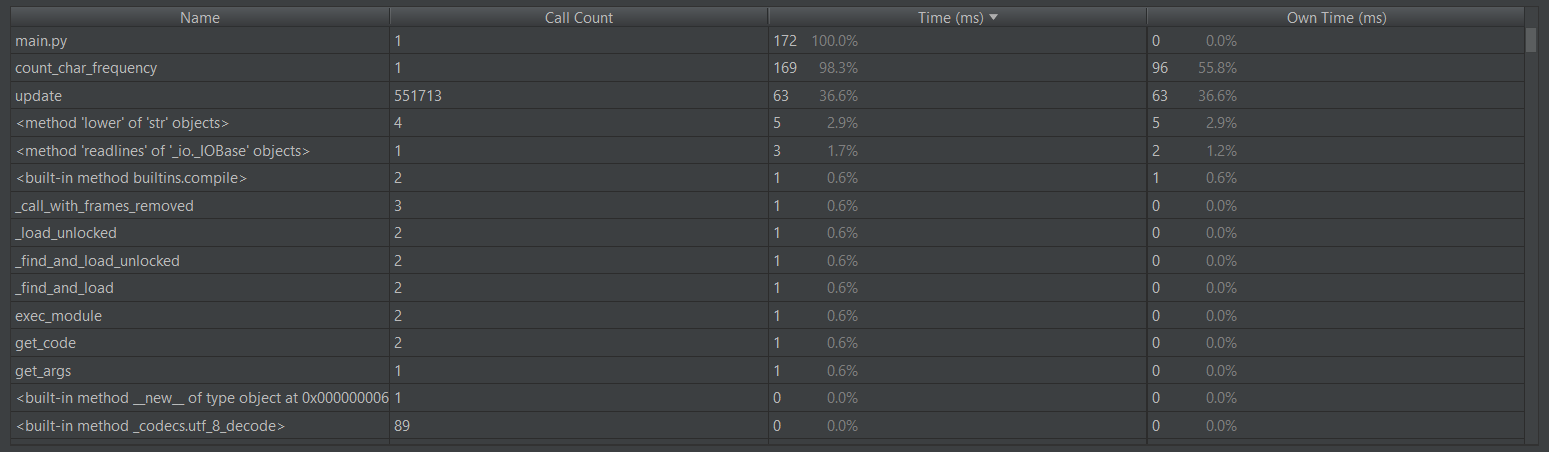 Name Call Count Time (ms) Own Time (ms)
main.py 1 172 100.0% 0 0.0%
count_char_frequency 1 169 98.3% 96 55.8%
update 551713 63 36.6% 63 36.6%
<method 'lower' of 'str' objects> 4 5 2.9% 5 2.9%
<method 'readlines' of '_io._IOBase' objects> 1 3 1.7% 2 1.2%
<built-in method builtins.compile> 2 1 0.6% 1 0.6%
_call_with_frames_removed 3 1 0.6% 0 0.0%
_load_unlocked 2 1 0.6% 0 0.0%
_find_and_load_unlocked 2 1 0.6% 0 0.0%
_find_and_load 2 1 0.6% 0 0.0%
exec_module 2 1 0.6% 0 0.0%
get_code 2 1 0.6% 0 0.0%
get_args 1 1 0.6% 0 0.0%
<built-in method __new__ of type object at 0x000000006 1 0 0.0% 0 0.0%
<built-in method _codecs.utf_8_decode> 89 0 0.0% 0 0.0%